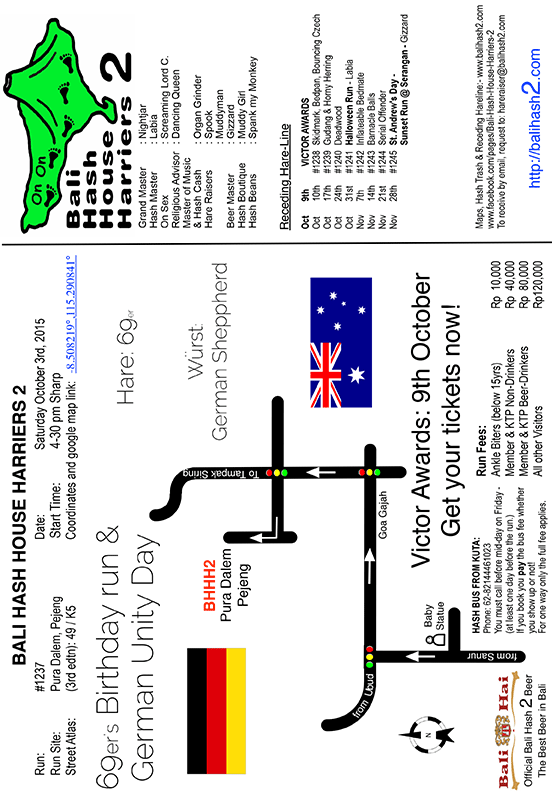 BALI HASH HOUSE HARRIERS 2
Run: #1237
Run Site: Pura Dalem, Pejeng
Street Atlas: (3rd edtn): 49 / K5
Date: Saturday October 3rd, 2015
Start Time: 4-30 pm Sharp
Coordinates and google map link: -8.508219°,115.290841°
69er's Birthday run &
German Unity Day
Hare: 69er
Würst:
German Sheppherd
BHHH2
Pura Dalem
Pejeng
To Tampak Siring
Goa Gajah
from Ubud
Baby
Statue
from Sanur
N
Victor Awards: 9th October
Get your tickets now!
Bali Hai
Official Bali Hash 2 Beer
The Best Beer in Bali
HASH BUS FROM KUTA:
Phone: 62-82144461023
You must call before mid-day on Friday -
(at least one day before the run.)
If you book you pay the bus fee whether
you show up or not!
For one way only the full fee applies.
Run Fees:
Ankle Biters (below 15yrs) Rp 10,000
Member & KTP Non-Drinkers Rp 40,000
Member & KTP Beer-Drinkers Rp 80,000
All other Visitors Rp120,000
On On
Bali
Hash
House
Harriers 2
Grand Master : Nightjar
Hash Master : Labia
On Sex : Screaming Lord C.
Religious Advisor : Dancing Queen
Master of Music
& Hash Cash : Organ Grinder
Hare Raisers : Spook
: Muddyman
Beer Master : Gizzard
Hash Boutique : Muddy Girl
Hash Beans : Spank my Monkey
Receding Hare-Line
Oct 9th VICTOR AWARDS
Oct 10th #1238 Skidmark, Bedpan, Bouncing Czech
Oct 17th #1239 Gudang & Horny Herring
Oct 24th #1240 Deadwood
Oct 31st #1241 Halloween Run - Labia
Nov 7th #1242 Inflateable Bedmate
Nov 14th #1243 Barnacle Balls
Nov 21st #1244 Serial Offender
Nov 28th #1245 St. Andrew's Day -
Sunset Run @ Serangan - Gizzard
Maps, Hash Trash & Receding Hareline:- www.balihash2.com
www.facebook.com/pages/Bali-Hash-House-Harriers-2
To receive by email, request to: hareraiser@balihash2.com
http://balihash2.com